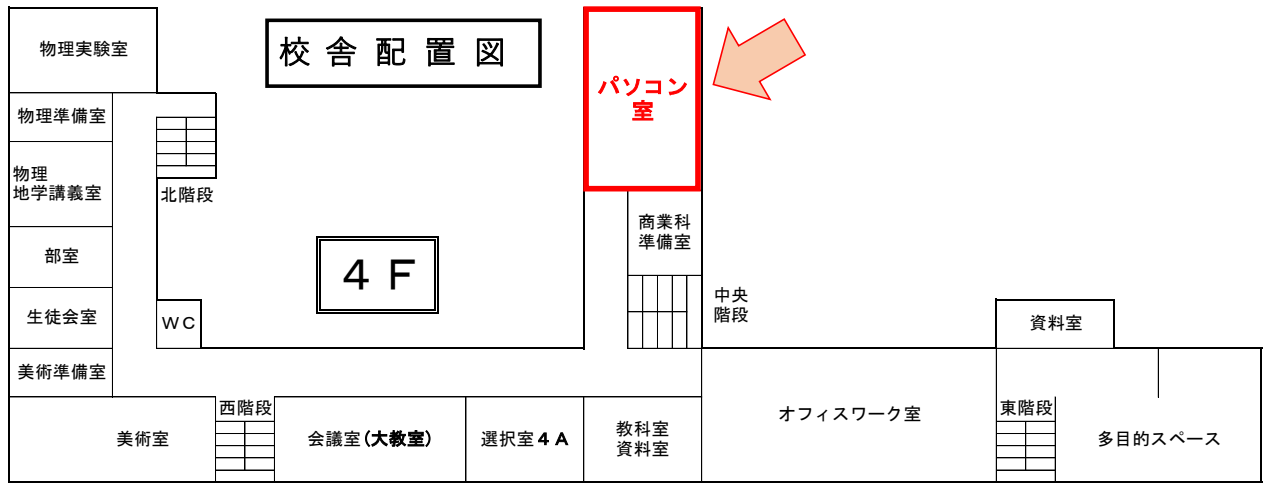 物理実験室
校舎配置図
パソコン
室
物理準備室
物理
地学講義室
北階段
商業科
準備室
部室
４Ｆ
中央
階段
生徒会室
ＷＣ
資料室
美術準備室
美術室
西階段
会議室(大教室)
選択室４Ａ
教科室
資料室
オフィスワーク室
東階段
多目的スペース